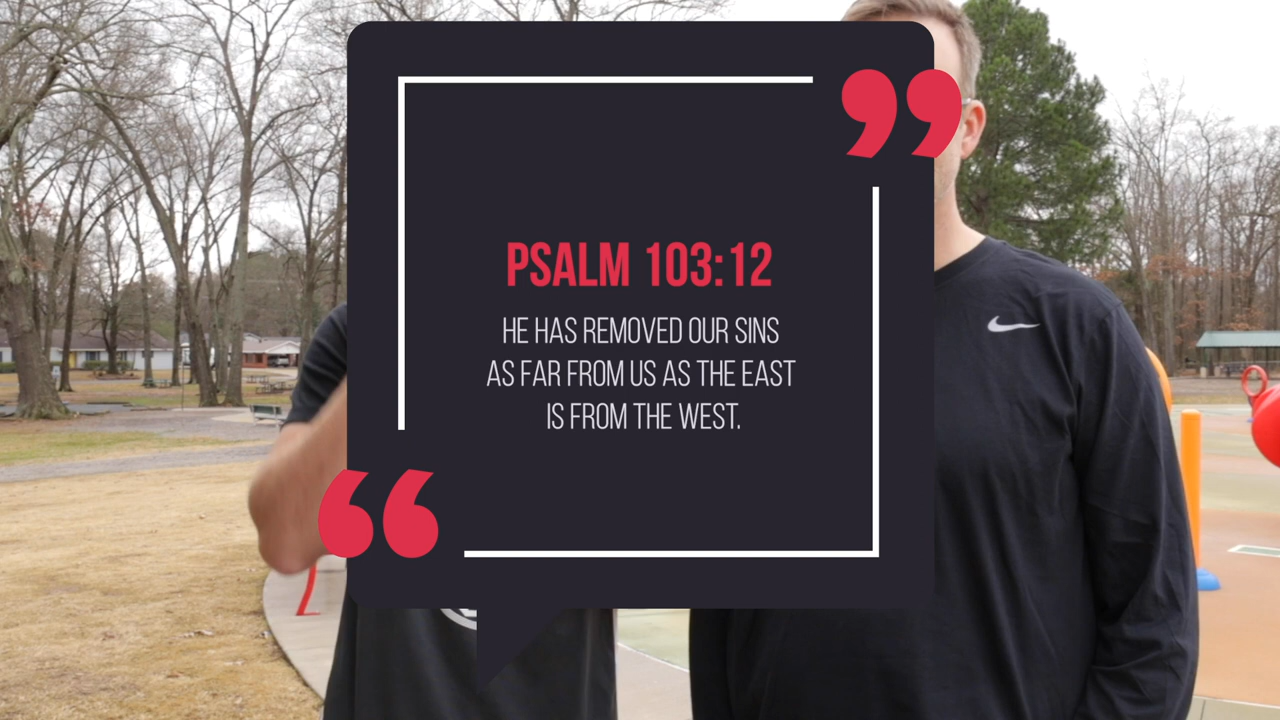 PSALM 103:12
HE HAS REMOVED OUR SINS
AS FAR FROM US AS THE EAST
IS FROM THE WEST.